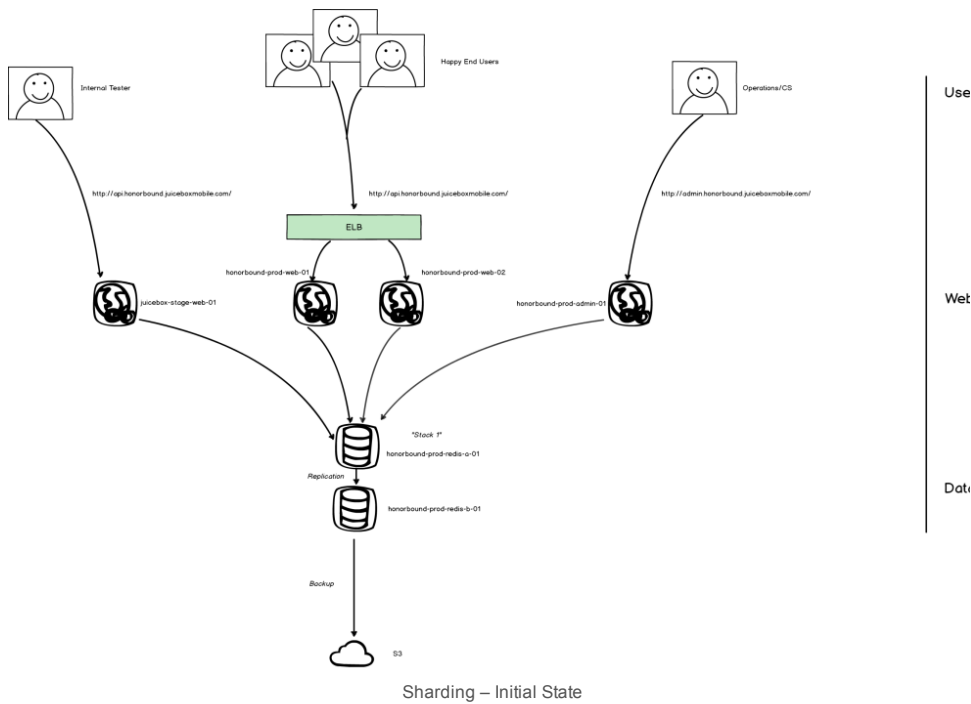 Happy End Users
Internal Tester
Operations/CS
Use
http://api.honorbound.juiceboxmobile.com/
http://api.honorbound.juiceboxmobile.com/
http://admin.honorbound.juiceboxmobile.com/
ELB
honorbound-prod-web-01
honorbound-prod-web-02
juicebox-stage-web-01
honorbound-prod-admin-01
Web
"Stack 1"
honorbound-prod-redis-a-01
Replication
Data
honorbound-prod-redis-b-01
Backup
S3
Sharding – Initial State